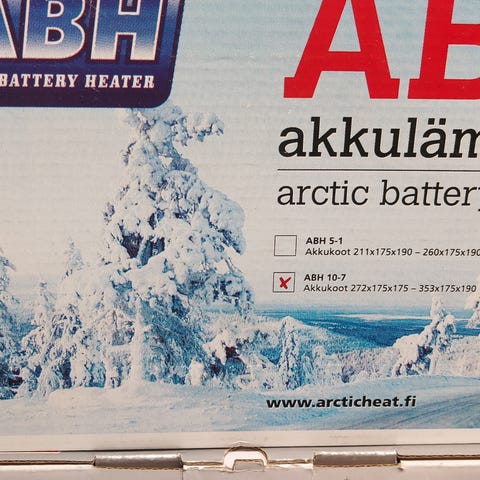 ABH
BATTERY HEATER
AB
akkuläm
arctic battery
ABH 5-1
Akkukoot 211x175x190 – 260x175x190
ABH 10-7
Akkukoot 272x175x175 – 353x175x190
www.arcticheat.fi